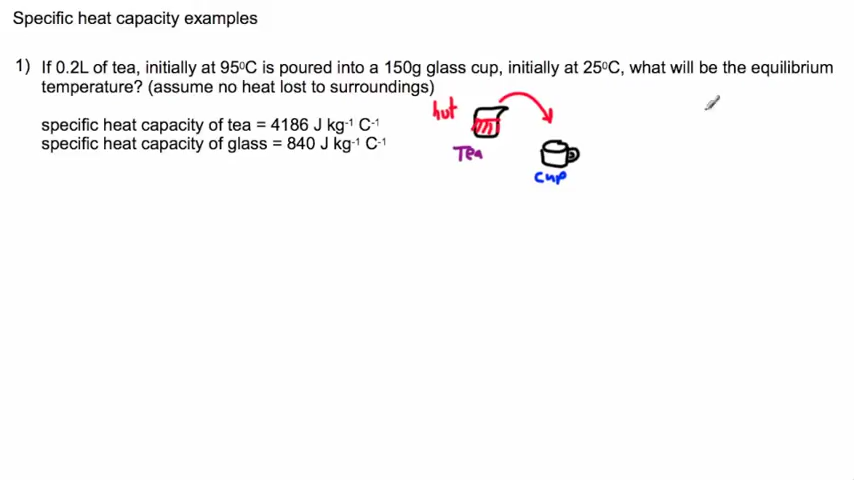 Specific heat capacity examples
1) If 0.2L of tea, initially at 95⁰C is poured into a 150g glass cup, initially at 25⁰C, what will be the equilibrium
temperature? (assume no heat lost to surroundings)
hot
specific heat capacity of tea = 4186 J kg⁻¹ C⁻¹
specific heat capacity of glass = 840 J kg⁻¹ C⁻¹
Tea
cup